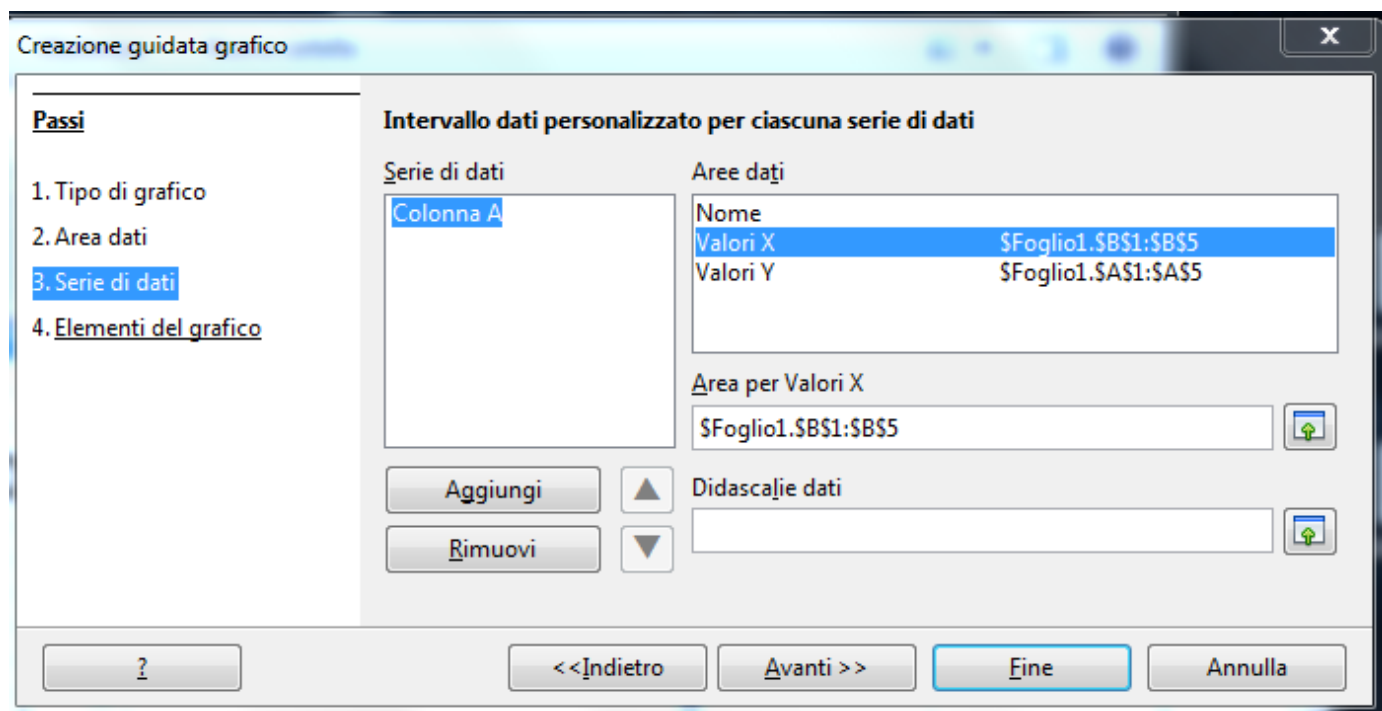 Creazione guidata grafico
x
Passi
1. Tipo di grafico
2. Area dati
3. Serie di dati
4. Elementi del grafico
Intervallo dati personalizzato per ciascuna serie di dati
Serie di dati
Colonna A
Aggiungi
Rimuovi
Aree dati
Nome
Valori X $Foglio1.$B$1:$B$5
Valori Y $Foglio1.$A$1:$A$5
Area per Valori X
$Foglio1.$B$1:$B$5
Didascalie dati
?
<<Indietro
Avanti >>
Fine
Annulla